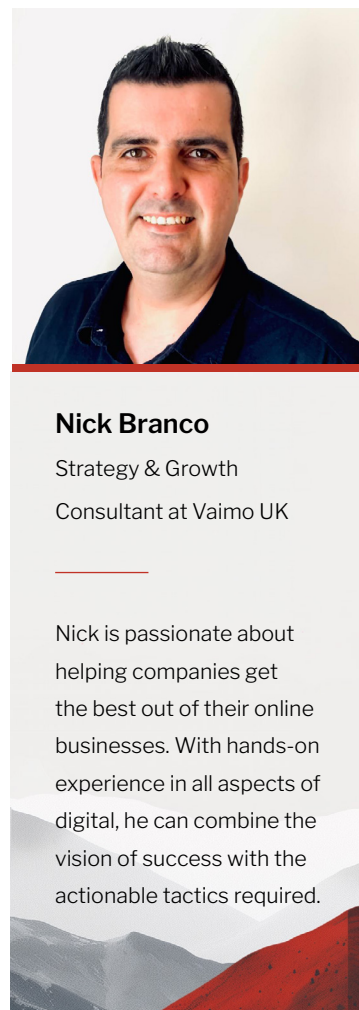 Nick Branco
Strategy & Growth
Consultant at Vaimo UK
Nick is passionate about
helping companies get
the best out of their online
businesses. With hands-on
experience in all aspects of
digital, he can combine the
vision of success with the
actionable tactics required.